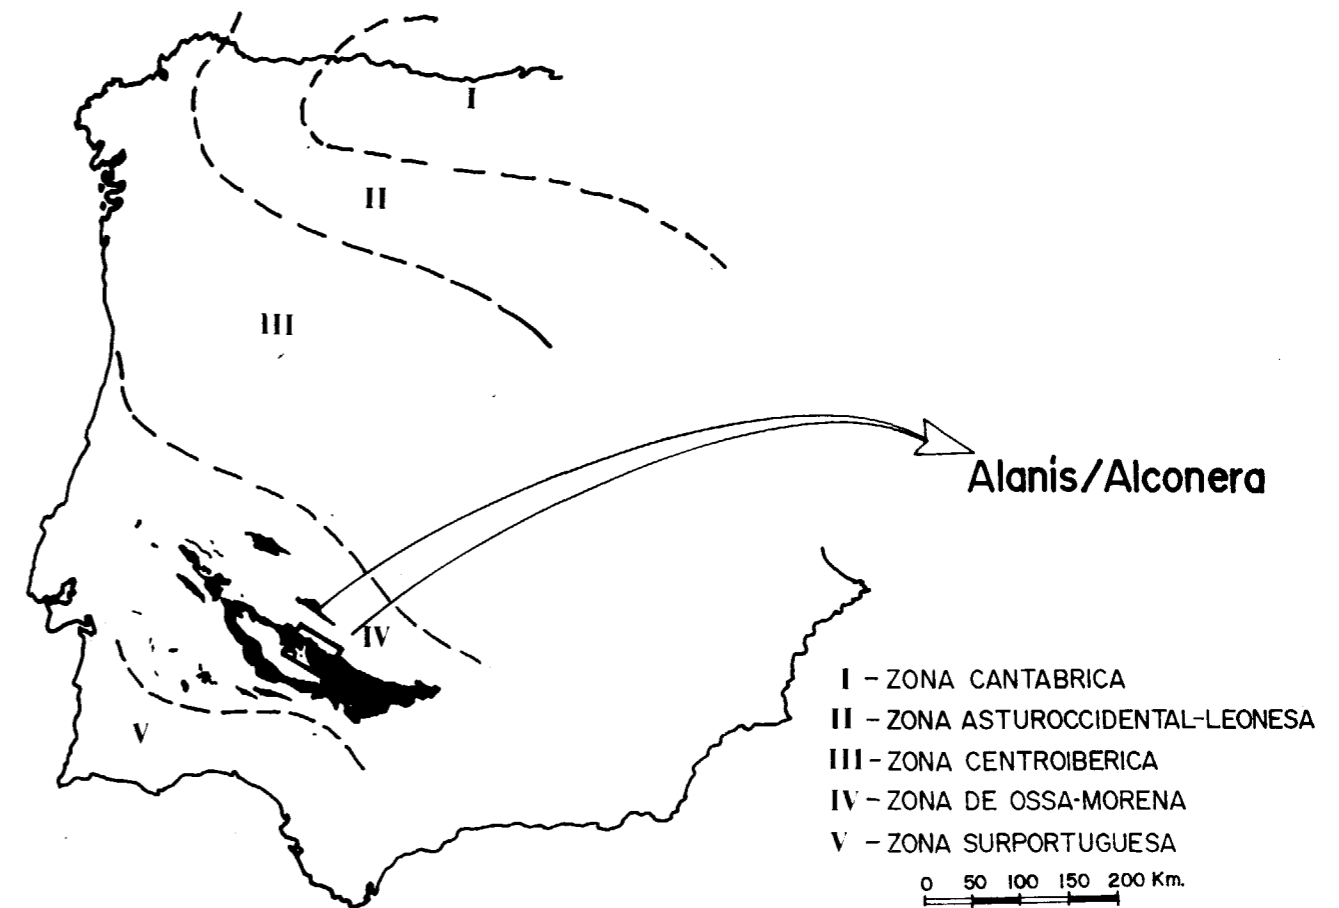 I
II
III
Alanís/Alconera
IV
V
I - ZONA CANTABRICA
II - ZONA ASTUROCCIDENTAL-LEONESA
III - ZONA CENTROIBERICA
IV - ZONA DE OSSA-MORENA
V - ZONA SURPORTUGUESA
0 50 100 150 200 Km.